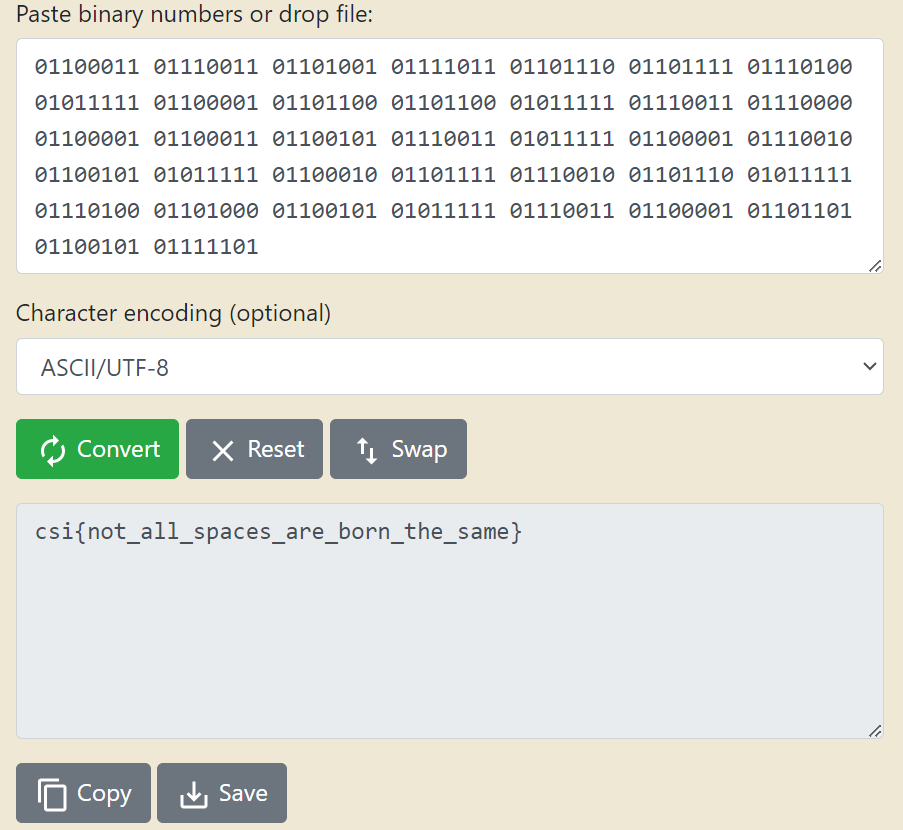 Paste binary numbers or drop file:
01100011 01110011 01101001 01111011 01101110 01101111 01110100
01011111 01100001 01101100 01101100 01011111 01110011 01110000
01100001 01100011 01100101 01110011 01011111 01100001 01110010
01100101 01011111 01100010 01101111 01110010 01101110 01011111
01110100 01101000 01100101 01011111 01110011 01100001 01101101
01100101 01111101
Character encoding (optional)
ASCII/UTF-8
Convert Reset Swap
csi{not_all_spaces_are_born_the_same}
Copy Save